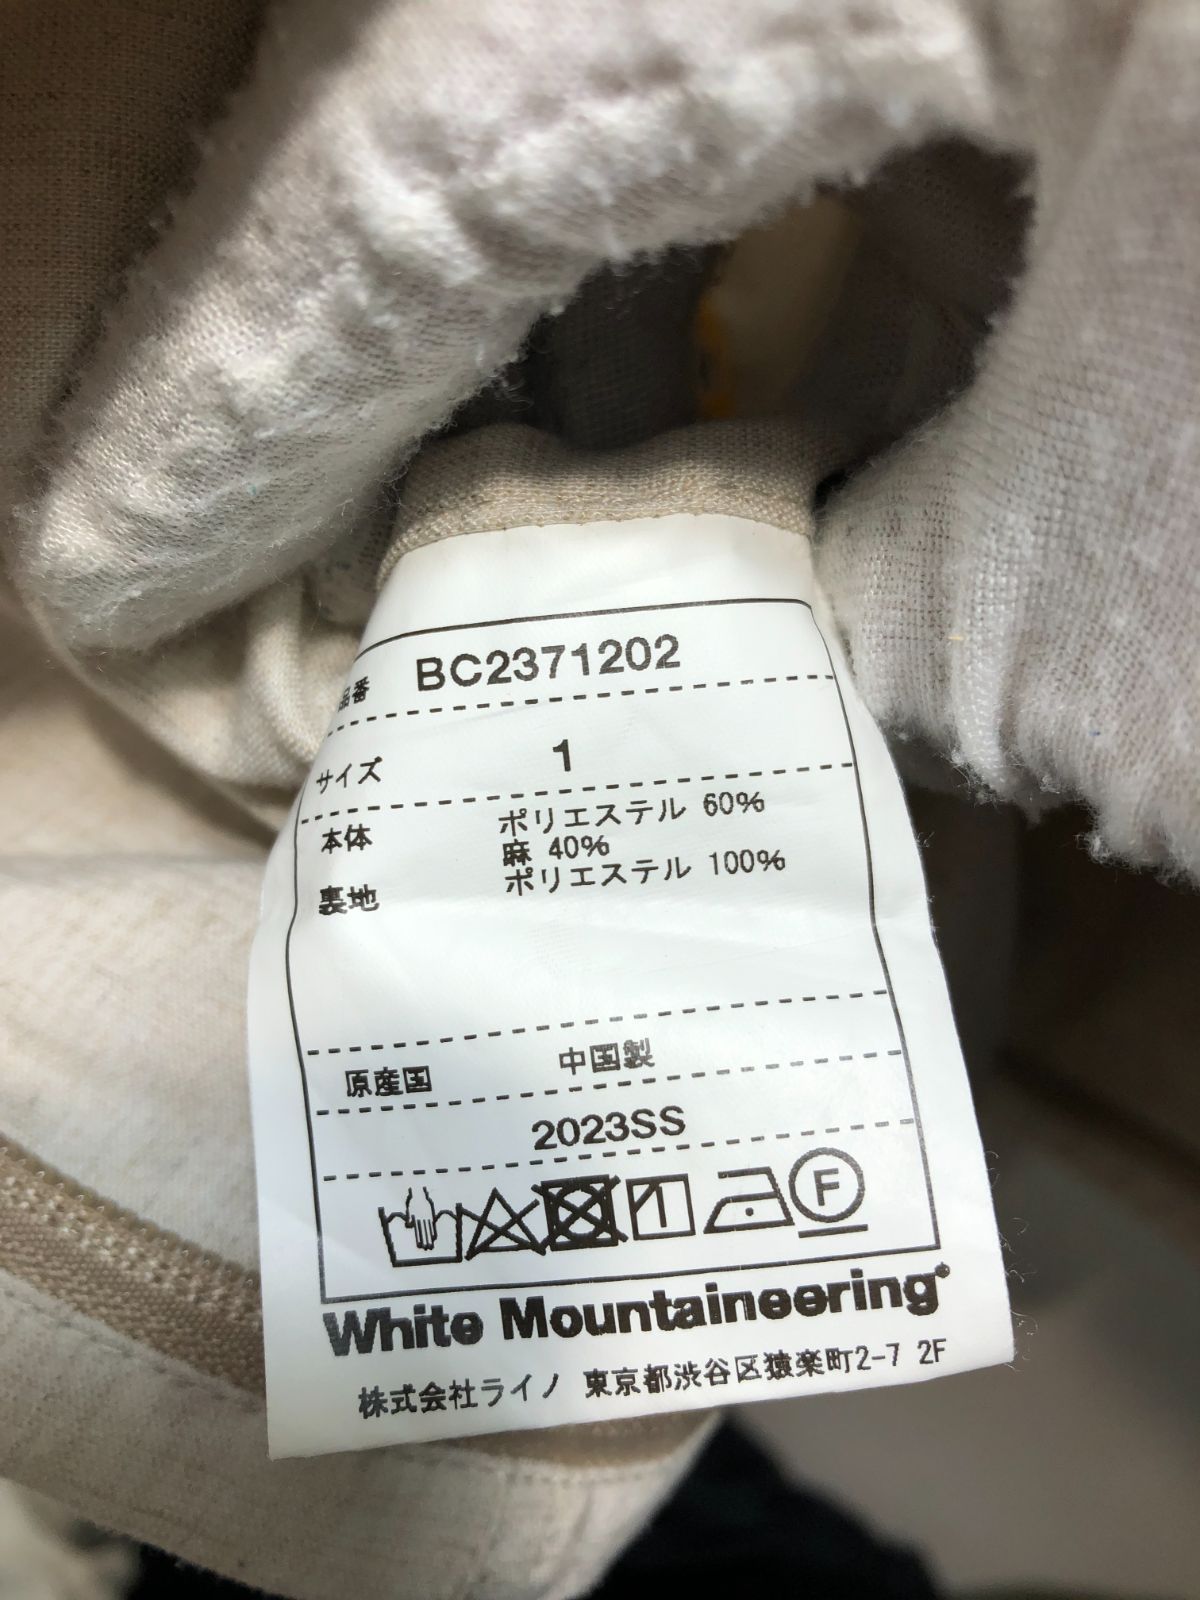 品番 BC2371202
サイズ 1
本体 ポリエステル 60%
麻 40%
裏地 ポリエステル 100%
原産国 中国製
2023SS
F
White Mountaineering
株式会社ライノ 東京都渋谷区猿楽町2-7 2F